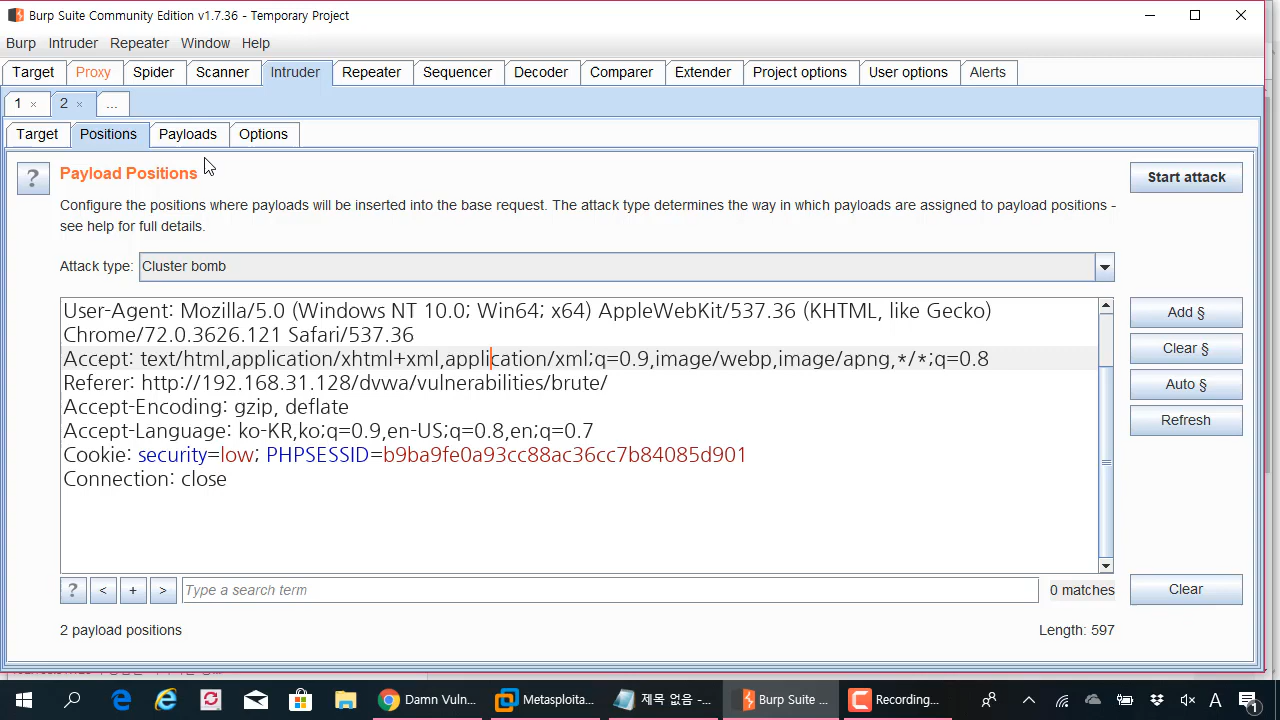 Burp Suite Community Edition v1.7.36 - Temporary Project
Burp Intruder Repeater Window Help
Target Proxy Spider Scanner Intruder Repeater Sequencer Decoder Comparer Extender Project options User options Alerts
1 × 2 × ...
Target Positions Payloads Options
? Payload Positions Start attack
Configure the positions where payloads will be inserted into the base request. The attack type determines the way in which payloads are assigned to payload positions -
see help for full details.
Attack type: Cluster bomb
User-Agent: Mozilla/5.0 (Windows NT 10.0; Win64; x64) AppleWebKit/537.36 (KHTML, like Gecko)
Chrome/72.0.3626.121 Safari/537.36
Accept: text/html,application/xhtml+xml,application/xml;q=0.9,image/webp,image/apng,*/*;q=0.8
Referer: http://192.168.31.128/dvwa/vulnerabilities/brute/
Accept-Encoding: gzip, deflate
Accept-Language: ko-KR,ko;q=0.9,en-US;q=0.8,en;q=0.7
Cookie: security=low; PHPSESSID=b9ba9fe0a93cc88ac36cc7b84085d901
Connection: close
Add §
Clear §
Auto §
Refresh
? < + > Type a search term 0 matches Clear
2 payload positions Length: 597
Damn Vuln... Metasploita... 제목 없음 -... Burp Suite ... Recording... A 1